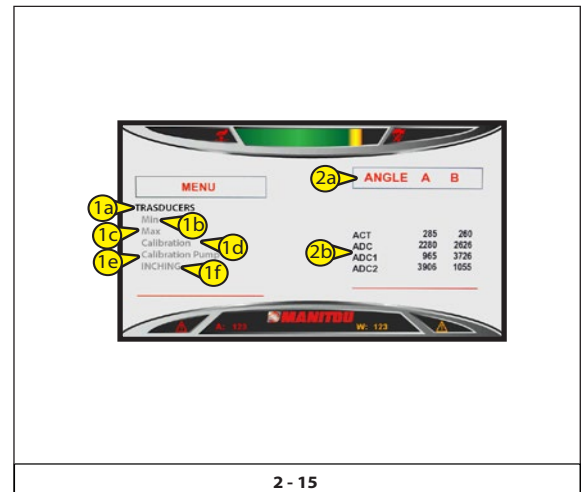 MENU
2a
ANGLE A B
1a
TRASDUCERS
Min
1b
1c
Max
Calibration
1d
1e
Calibration Pump
INCHING
1f
2b
ACT 285 260
ADC 2280 2626
ADC1 965 3726
ADC2 3906 1055
A: 123
MANITOU
W: 123
2 - 15